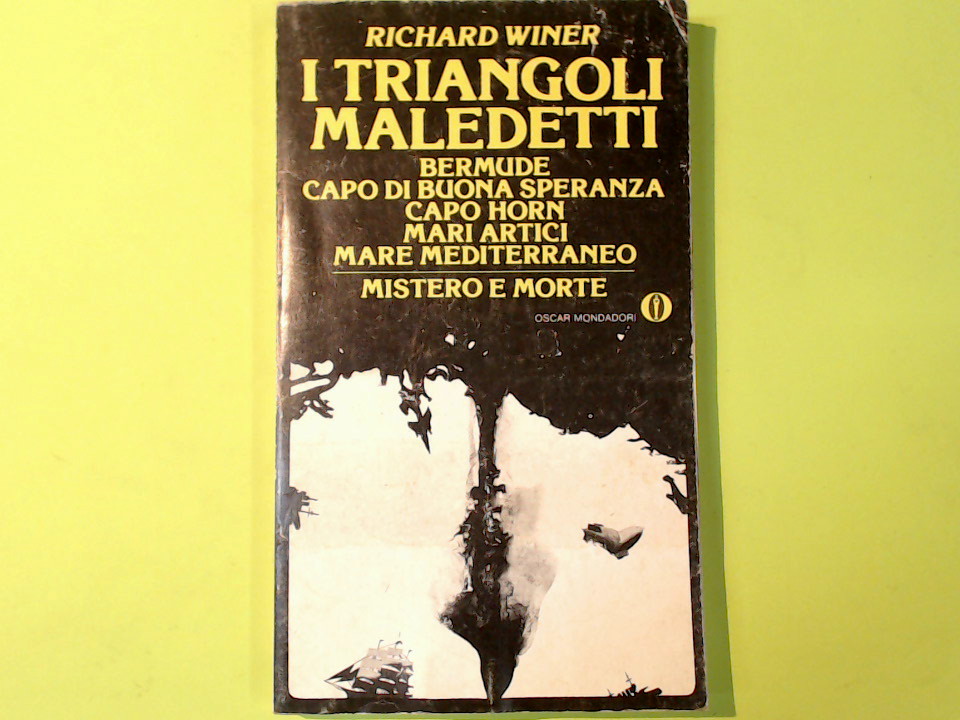 RICHARD WINER
I TRIANGOLI
MALEDETTI
BERMUDE
CAPO DI BUONA SPERANZA
CAPO HORN
MARI ARTICI
MARE MEDITERRANEO
MISTERO E MORTE
OSCAR MONDADORI